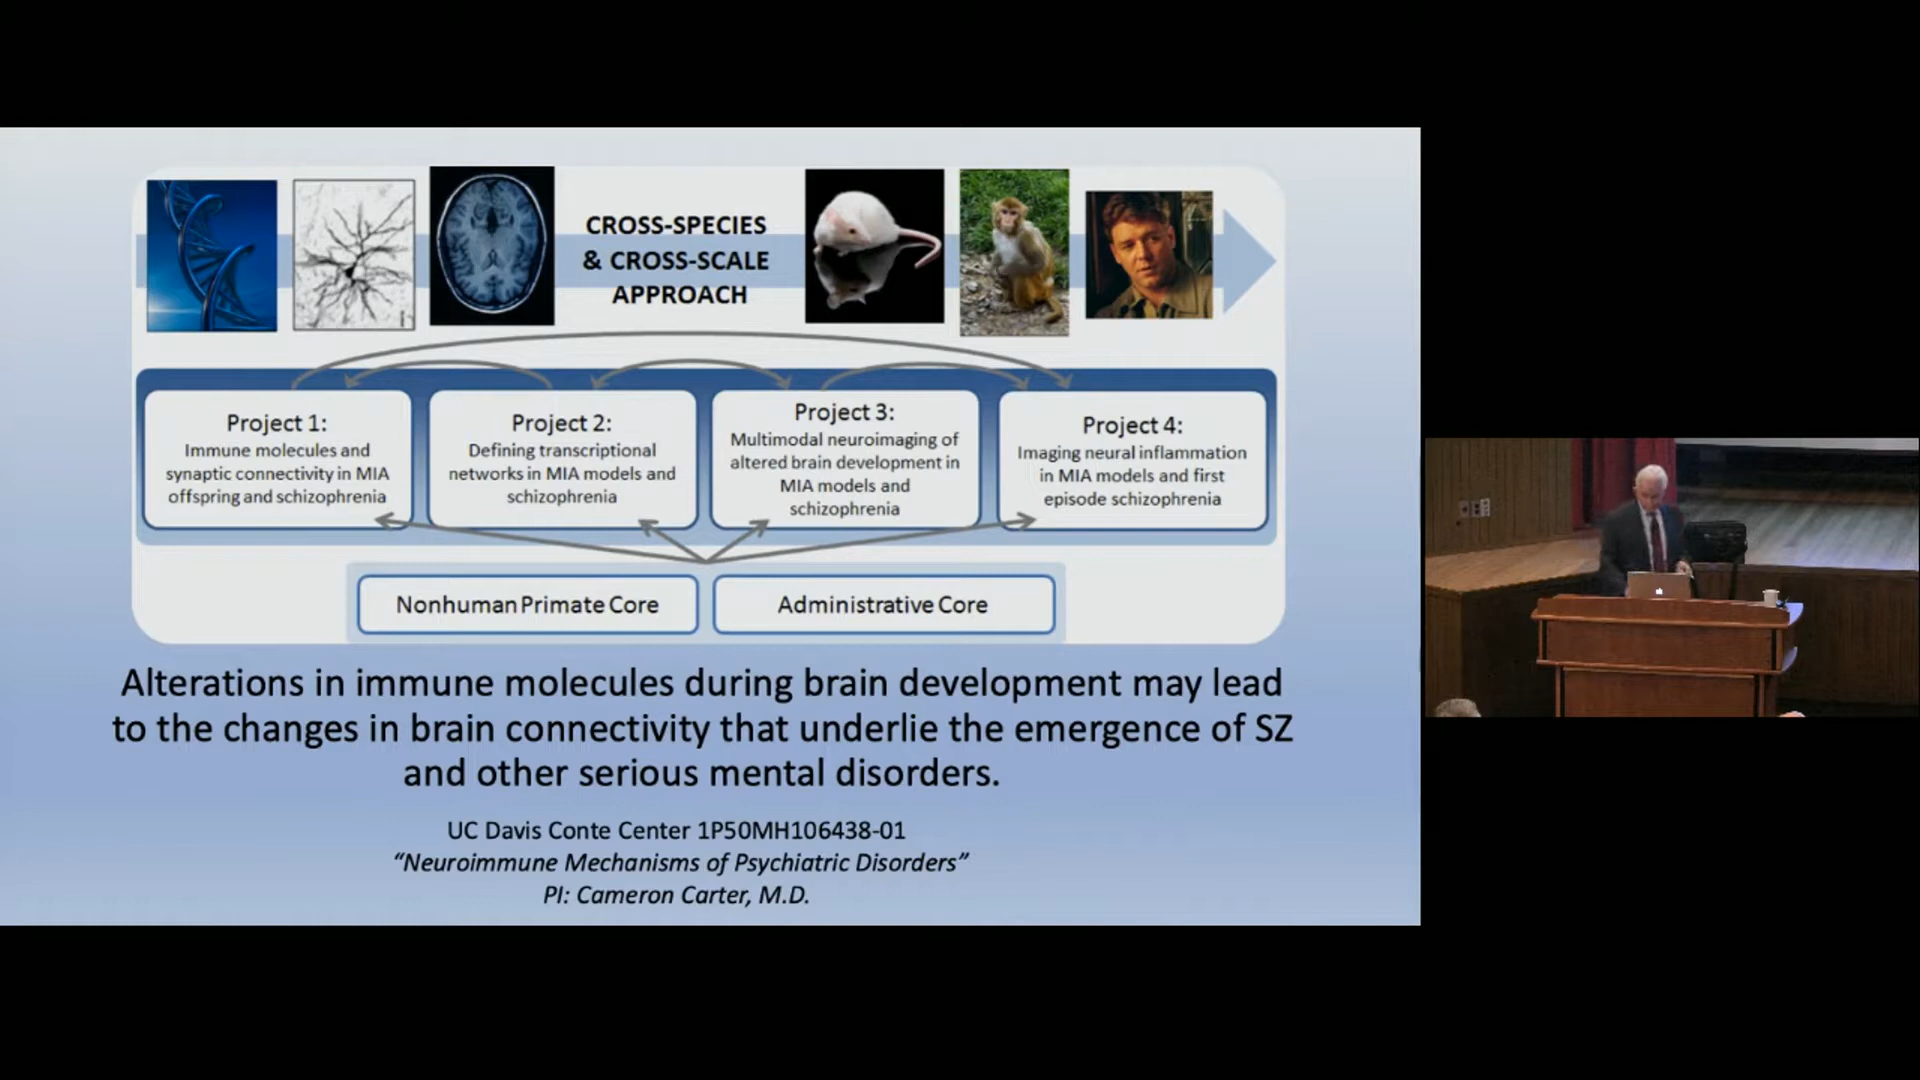 CROSS-SPECIES
& CROSS-SCALE
APPROACH
Project 1:
Immune molecules and
synaptic connectivity in MIA
offspring and schizophrenia
Project 2:
Defining transcriptional
networks in MIA models and
schizophrenia
Project 3:
Multimodal neuroimaging of
altered brain development in
MIA models and
schizophrenia
Project 4:
Imaging neural inflammation
in MIA models and first
episode schizophrenia
Nonhuman Primate Core
Administrative Core
Alterations in immune molecules during brain development may lead
to the changes in brain connectivity that underlie the emergence of SZ
and other serious mental disorders.
UC Davis Conte Center 1P50MH106438-01
“Neuroimmune Mechanisms of Psychiatric Disorders”
PI: Cameron Carter, M.D.